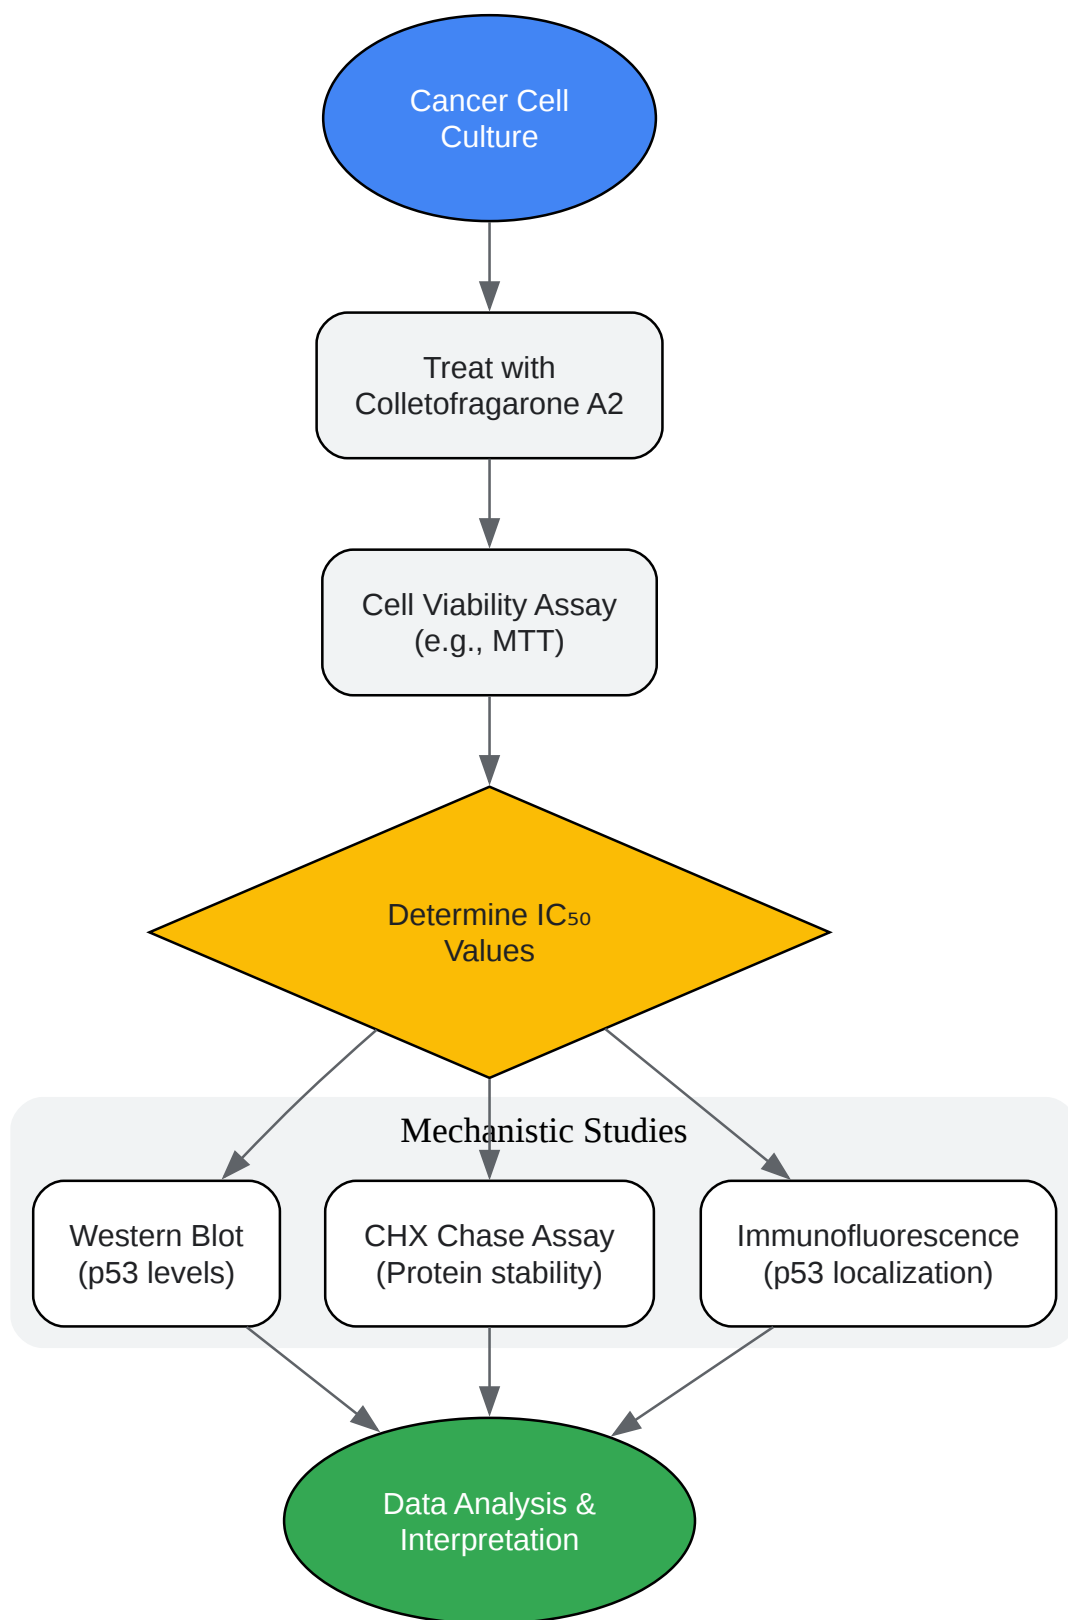 Cancer Cell
Culture
Treat with
Colletofragarone A2
Cell Viability Assay
(e.g., MTT)
Determine IC₅₀
Values
Mechanistic Studies
Western Blot
(p53 levels)
CHX Chase Assay
(Protein stability)
Immunofluorescence
(p53 localization)
Data Analysis &
Interpretation